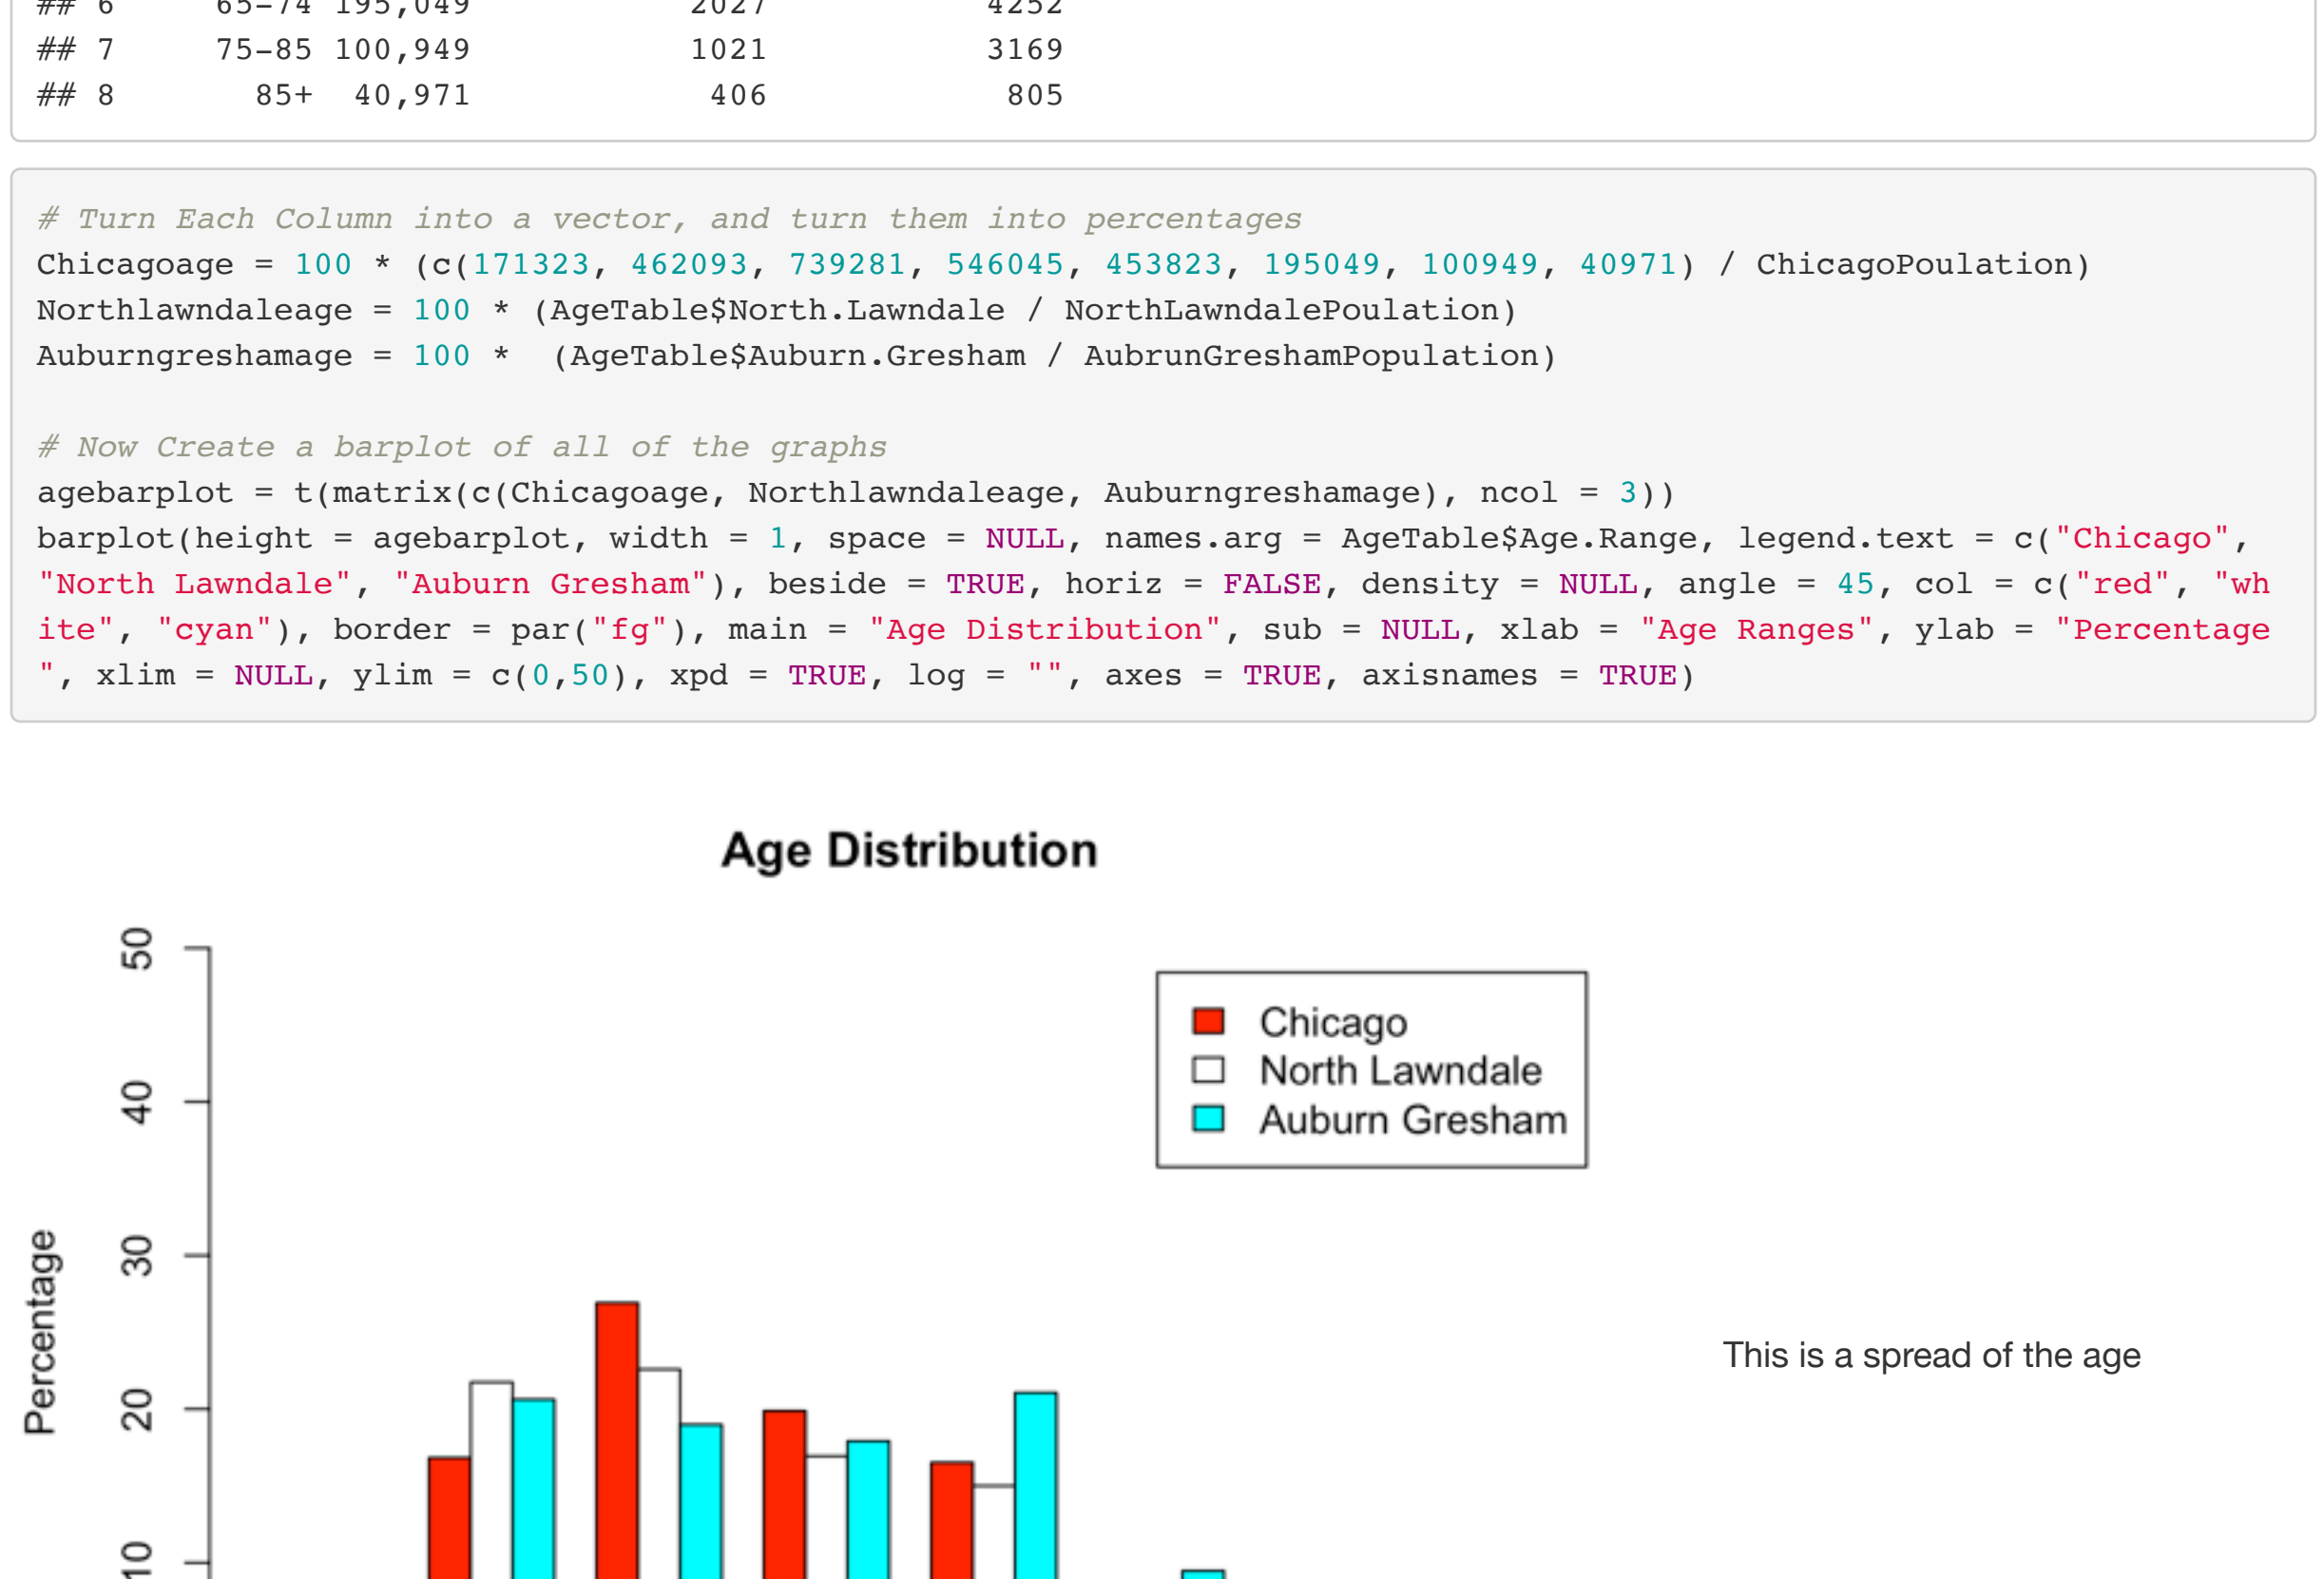 ## 6     65-74 195,049           2027           4252
## 7     75-85 100,949           1021           3169
## 8       85+  40,971            406            805
# Turn Each Column into a vector, and turn them into percentages
Chicagoage = 100 * (c(171323, 462093, 739281, 546045, 453823, 195049, 100949, 40971) / ChicagoPoulation)
Northlawndaleage = 100 * (AgeTable$North.Lawndale / NorthLawndalePoulation)
Auburngreshamage = 100 *  (AgeTable$Auburn.Gresham / AubrunGreshamPopulation)
# Now Create a barplot of all of the graphs
agebarplot = t(matrix(c(Chicagoage, Northlawndaleage, Auburngreshamage), ncol = 3))
barplot(height = agebarplot, width = 1, space = NULL, names.arg = AgeTable$Age.Range, legend.text = c("Chicago",
"North Lawndale", "Auburn Gresham"), beside = TRUE, horiz = FALSE, density = NULL, angle = 45, col = c("red", "wh
ite", "cyan"), border = par("fg"), main = "Age Distribution", sub = NULL, xlab = "Age Ranges", ylab = "Percentage
", xlim = NULL, ylim = c(0,50), xpd = TRUE, log = "", axes = TRUE, axisnames = TRUE)
Age Distribution
50
40
30
20
10
Percentage
Chicago
North Lawndale
Auburn Gresham
This is a spread of the age